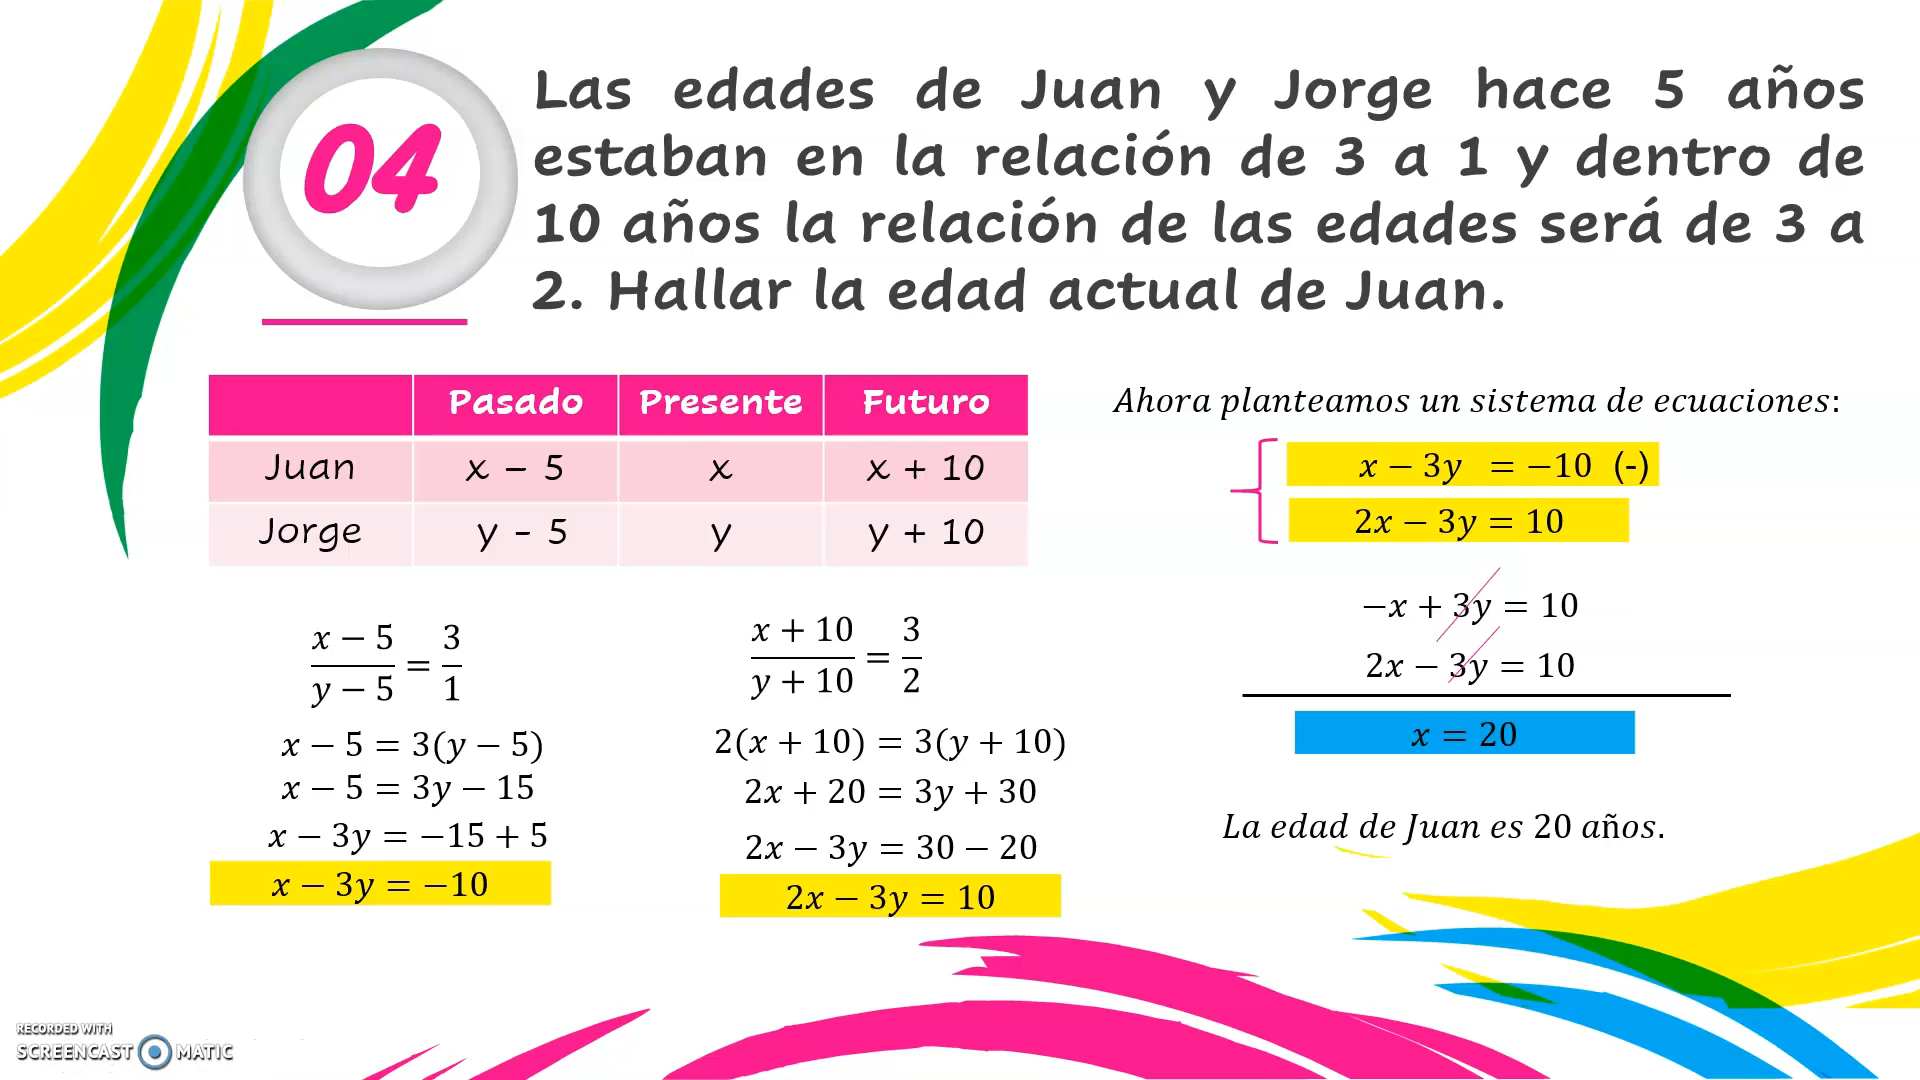 04
Las edades de Juan y Jorge hace 5 años
estaban en la relación de 3 a 1 y dentro de
10 años la relación de las edades será de 3 a
2. Hallar la edad actual de Juan.
Pasado Presente Futuro
Juan x – 5 x x + 10
Jorge y - 5 y y + 10
(x − 5)/(y − 5) = 3/1
x − 5 = 3(y − 5)
x − 5 = 3y − 15
x − 3y = −15 + 5
x − 3y = −10
(x + 10)/(y + 10) = 3/2
2(x + 10) = 3(y + 10)
2x + 20 = 3y + 30
2x − 3y = 30 − 20
2x − 3y = 10
Ahora planteamos un sistema de ecuaciones:
x − 3y = −10 (-)
2x − 3y = 10
−x + 3y = 10
2x − 3y = 10
x = 20
La edad de Juan es 20 años.
RECORDED WITH
SCREENCAST MATIC